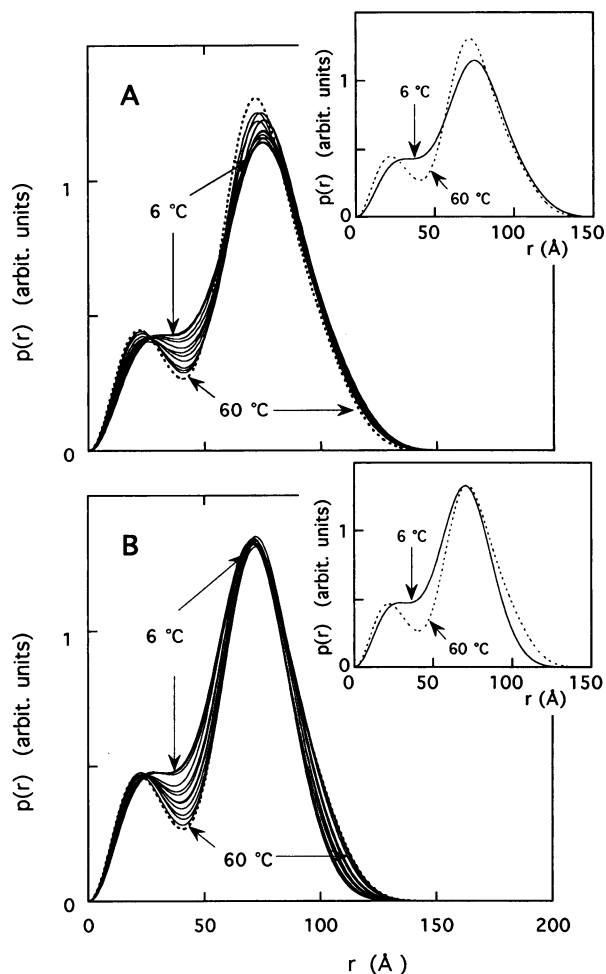 A
p(r) (arbit. units)
1
0
6 °C
60 °C
p(r) (arbit. units)
1
0
6 °C
60 °C
0 50 100 150
r (Å)
B
p(r) (arbit. units)
1
0
6 °C
60 °C
p(r) (arbit. units)
1
0
6 °C
60 °C
0 50 100 150
r (Å)
0 50 100 150 200
r (Å)